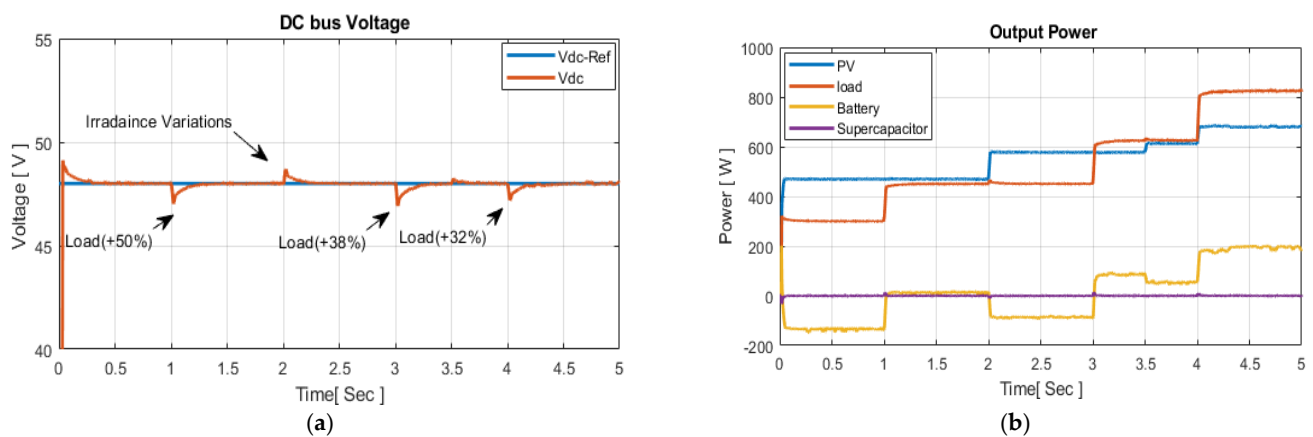 DC bus Voltage
55
50
45
40
Voltage [ V ]
Vdc-Ref
Vdc
Irradaince Variations
Load(+50%)
Load(+38%)
Load(+32%)
0 0.5 1 1.5 2 2.5 3 3.5 4 4.5 5
Time[ Sec ]
(a)
Output Power
1000
800
600
400
200
0
-200
Power [ W ]
PV
load
Battery
Supercapacitor
0 0.5 1 1.5 2 2.5 3 3.5 4 4.5 5
Time[ Sec ]
(b)